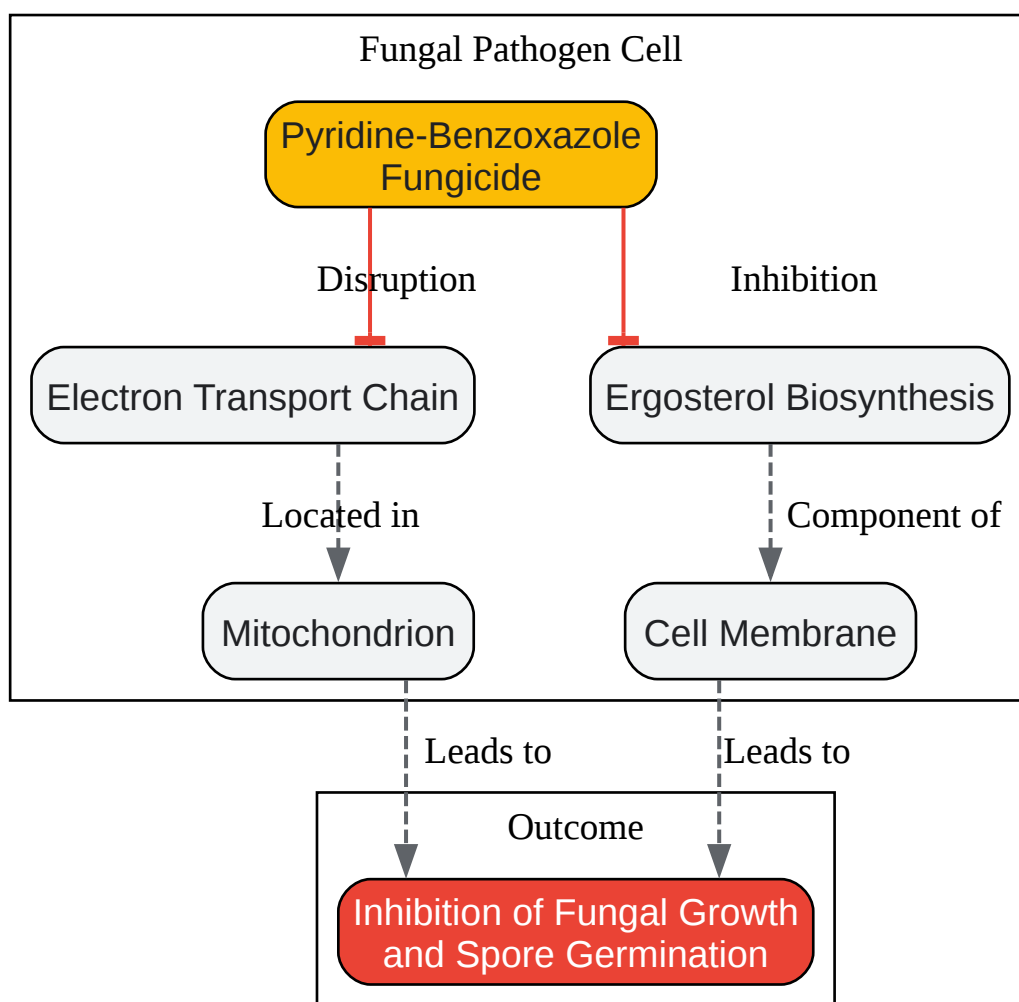 Fungal Pathogen Cell
Pyridine-Benzoxazole
Fungicide
Disruption
Inhibition
Electron Transport Chain
Ergosterol Biosynthesis
Located in
Component of
Mitochondrion
Cell Membrane
Leads to
Leads to
Outcome
Inhibition of Fungal Growth
and Spore Germination